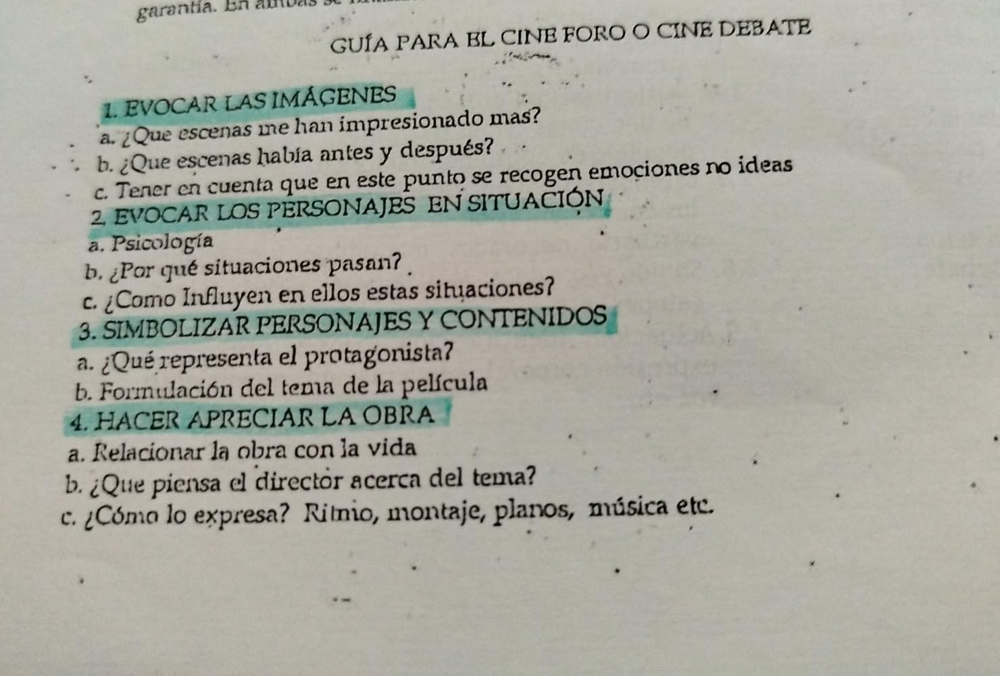 garantía. En ambas se
GUÍA PARA EL CINE FORO O CINE DEBATE
1. EVOCAR LAS IMÁGENES
a. ¿Que escenas me han impresionado mas?
b. ¿Que escenas había antes y después?
c. Tener en cuenta que en este punto se recogen emociones no ideas
2. EVOCAR LOS PERSONAJES EN SITUACIÓN
a. Psicología
b. ¿Por qué situaciones pasan?
c. ¿Como Influyen en ellos estas situaciones?
3. SIMBOLIZAR PERSONAJES Y CONTENIDOS
a. ¿Qué representa el protagonista?
b. Formulación del tema de la película
4. HACER APRECIAR LA OBRA
a. Relacionar la obra con la vida
b. ¿Que piensa el director acerca del tema?
c. ¿Cómo lo expresa? Ritmo, montaje, planos, música etc.